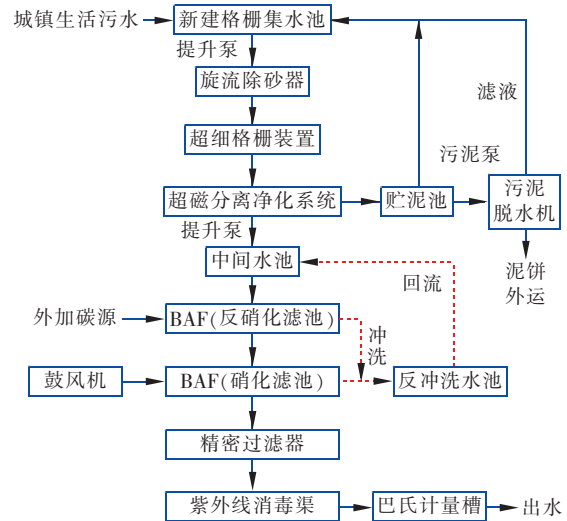 城镇生活污水
新建格栅集水池
提升泵
旋流除砂器
滤液
超细格栅装置
污泥泵
超磁分离净化系统
贮泥池
污泥
脱水机
提升泵
中间水池
泥饼
外运
回流
外加碳源
BAF(反硝化滤池)
冲
洗
鼓风机
BAF(硝化滤池)
反冲洗水池
精密过滤器
紫外线消毒渠
巴氏计量槽
出水